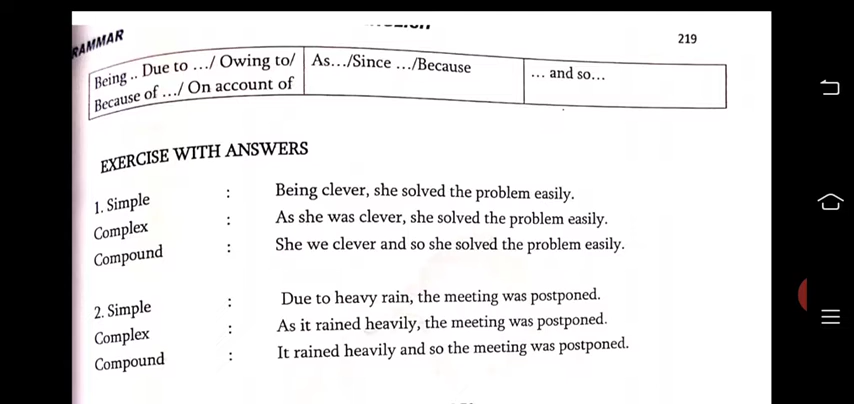 RAMMAR
219
Being .. Due to .../ Owing to/ As.../Since .../Because ... and so...
Because of .../ On account of
EXERCISE WITH ANSWERS
1. Simple : Being clever, she solved the problem easily.
Complex : As she was clever, she solved the problem easily.
Compound : She we clever and so she solved the problem easily.
2. Simple : Due to heavy rain, the meeting was postponed.
Complex : As it rained heavily, the meeting was postponed.
Compound : It rained heavily and so the meeting was postponed.